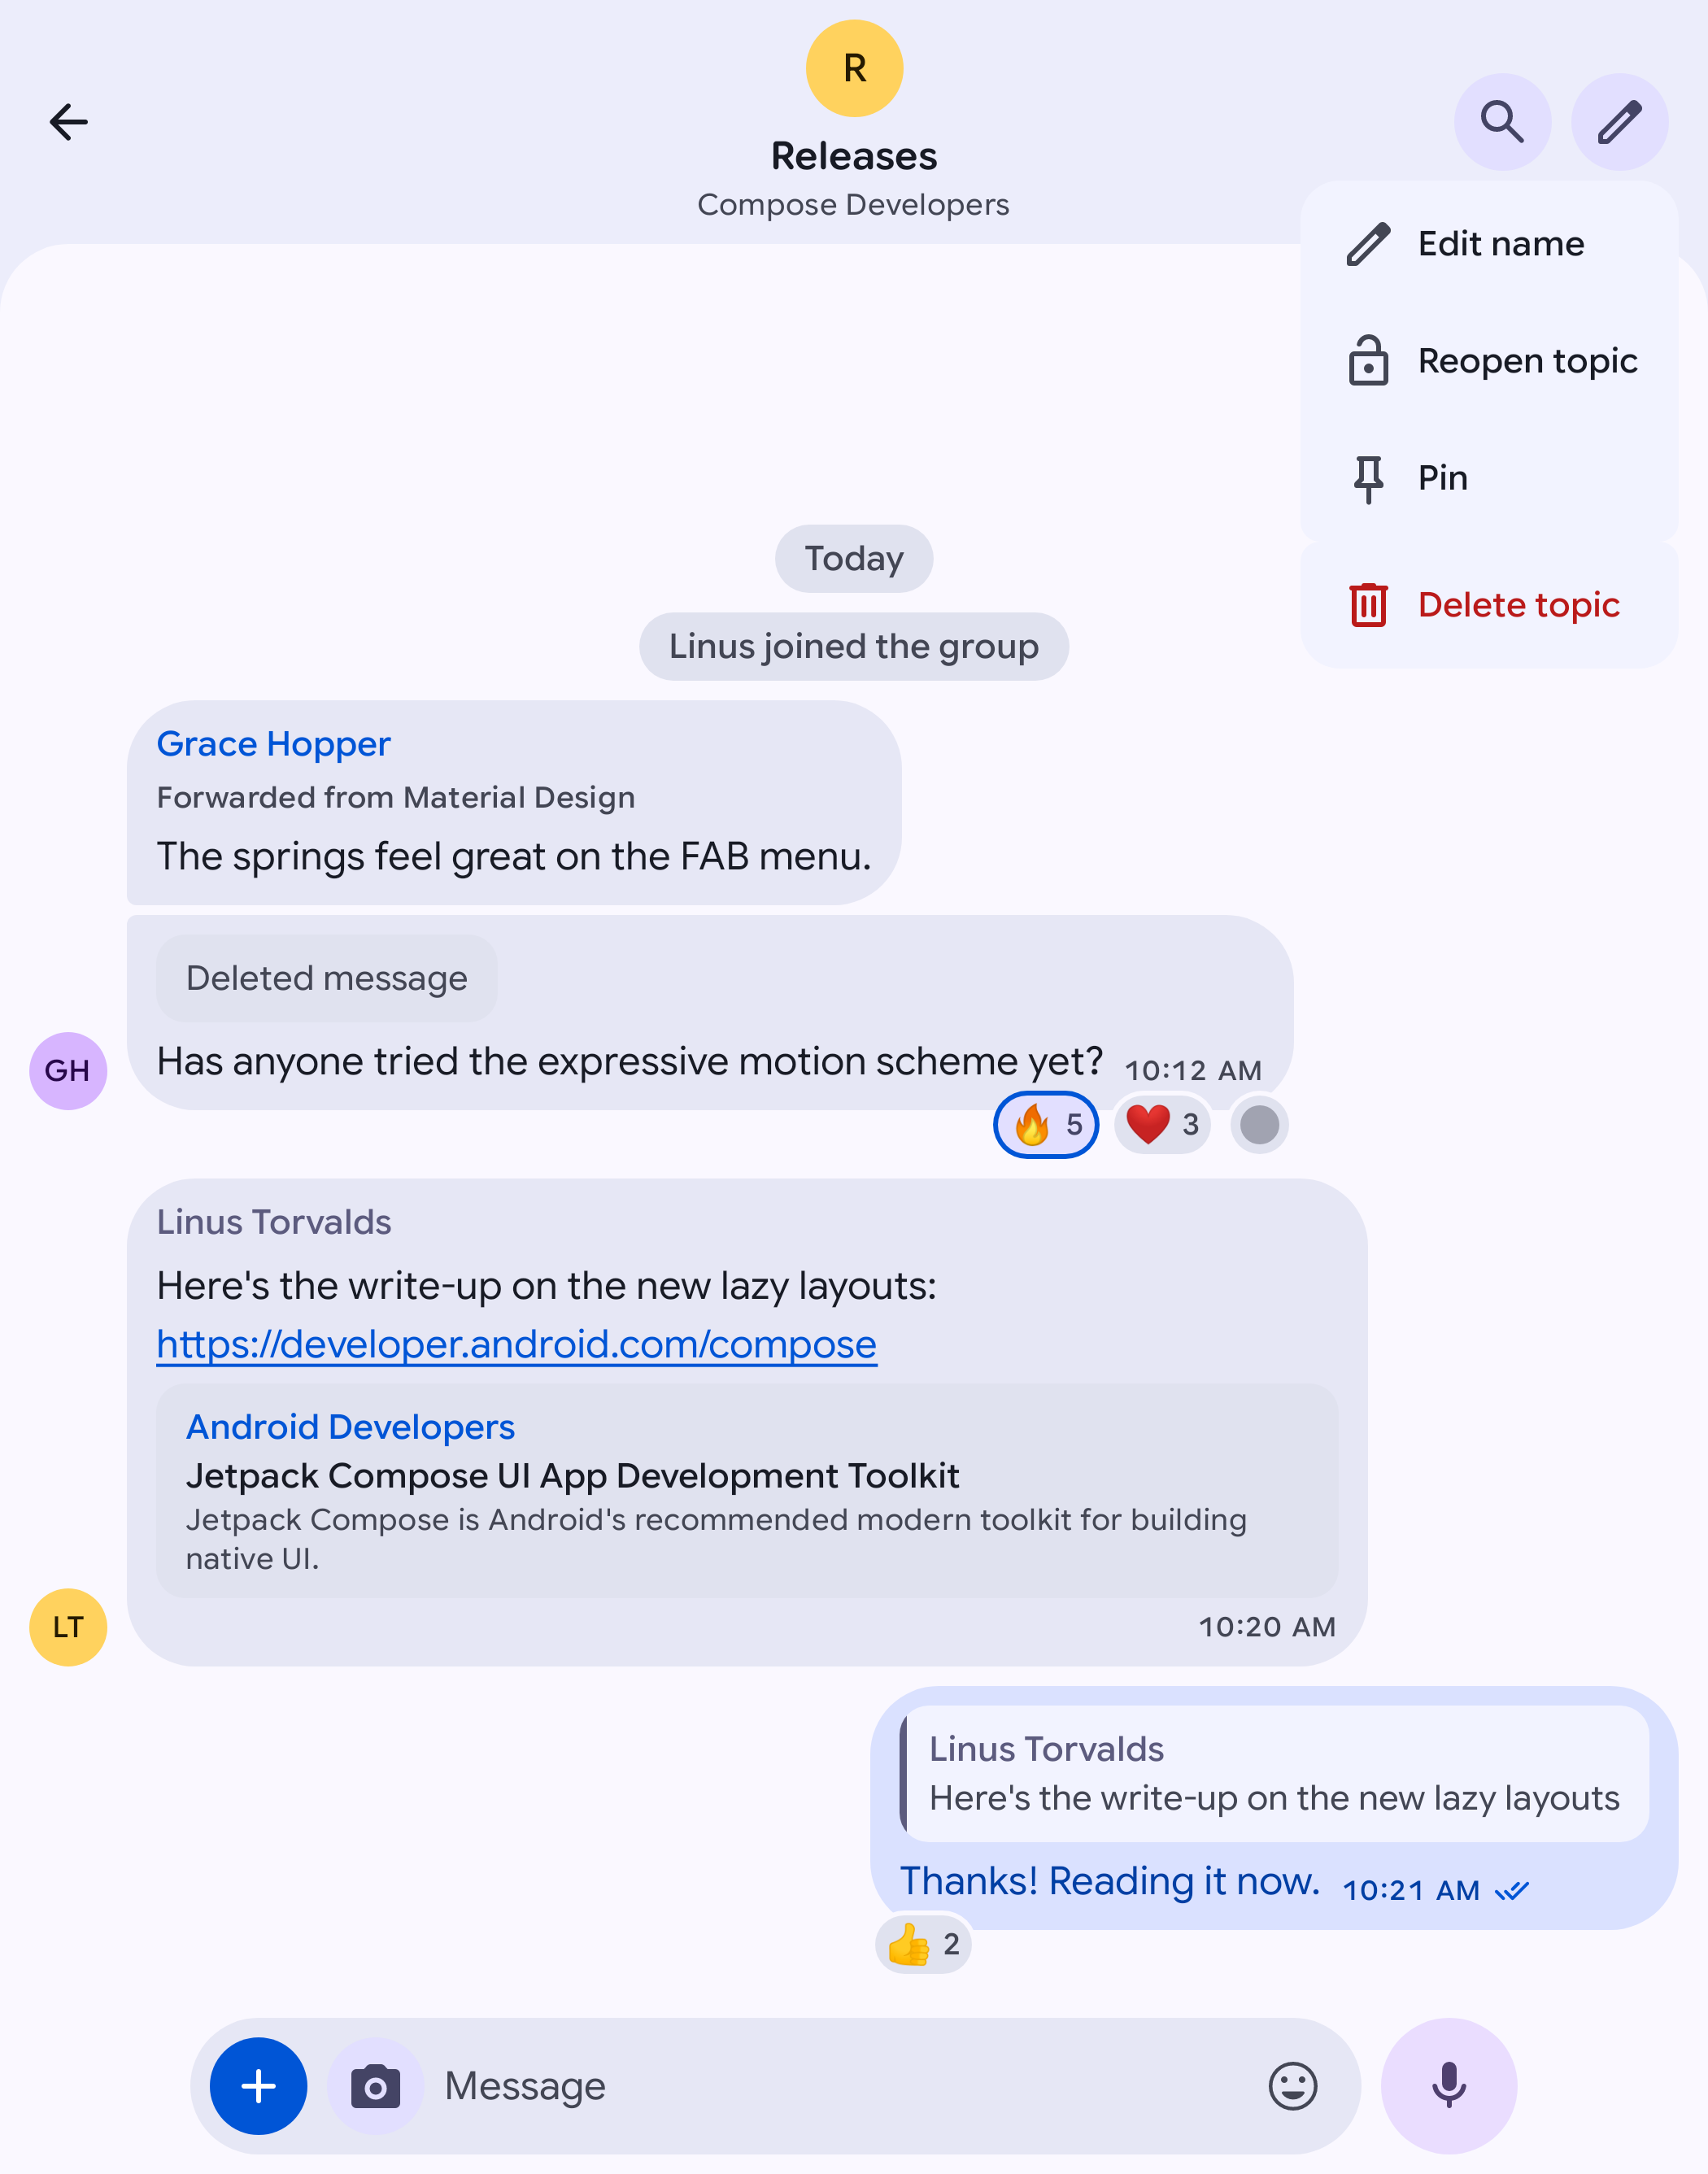 R
Releases
Compose Developers
Edit name
Reopen topic
Pin
Delete topic
Today
Linus joined the group
Grace Hopper
Forwarded from Material Design
The springs feel great on the FAB menu.
Deleted message
Has anyone tried the expressive motion scheme yet? 10:12 AM
GH
🔥 5 ❤️ 3
Linus Torvalds
Here's the write-up on the new lazy layouts:
https://developer.android.com/compose
Android Developers
Jetpack Compose UI App Development Toolkit
Jetpack Compose is Android's recommended modern toolkit for building
native UI.
LT
10:20 AM
Linus Torvalds
Here's the write-up on the new lazy layouts
Thanks! Reading it now. 10:21 AM
👍 2
Message